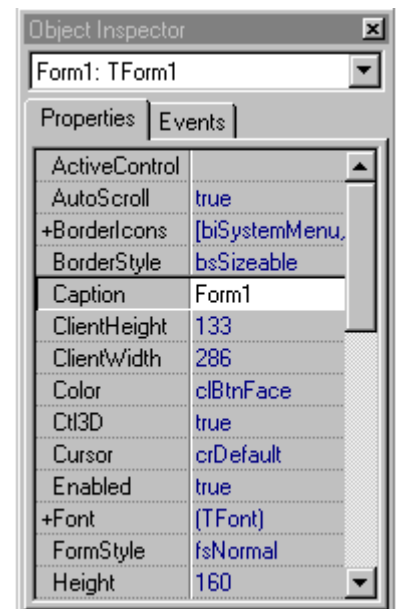 Object Inspector
Form1: TForm1
Properties Events
ActiveControl
AutoScroll true
+BorderIcons [biSystemMenu,
BorderStyle bsSizeable
Caption Form1
ClientHeight 133
ClientWidth 286
Color clBtnFace
Ctl3D true
Cursor crDefault
Enabled true
+Font (TFont)
FormStyle fsNormal
Height 160